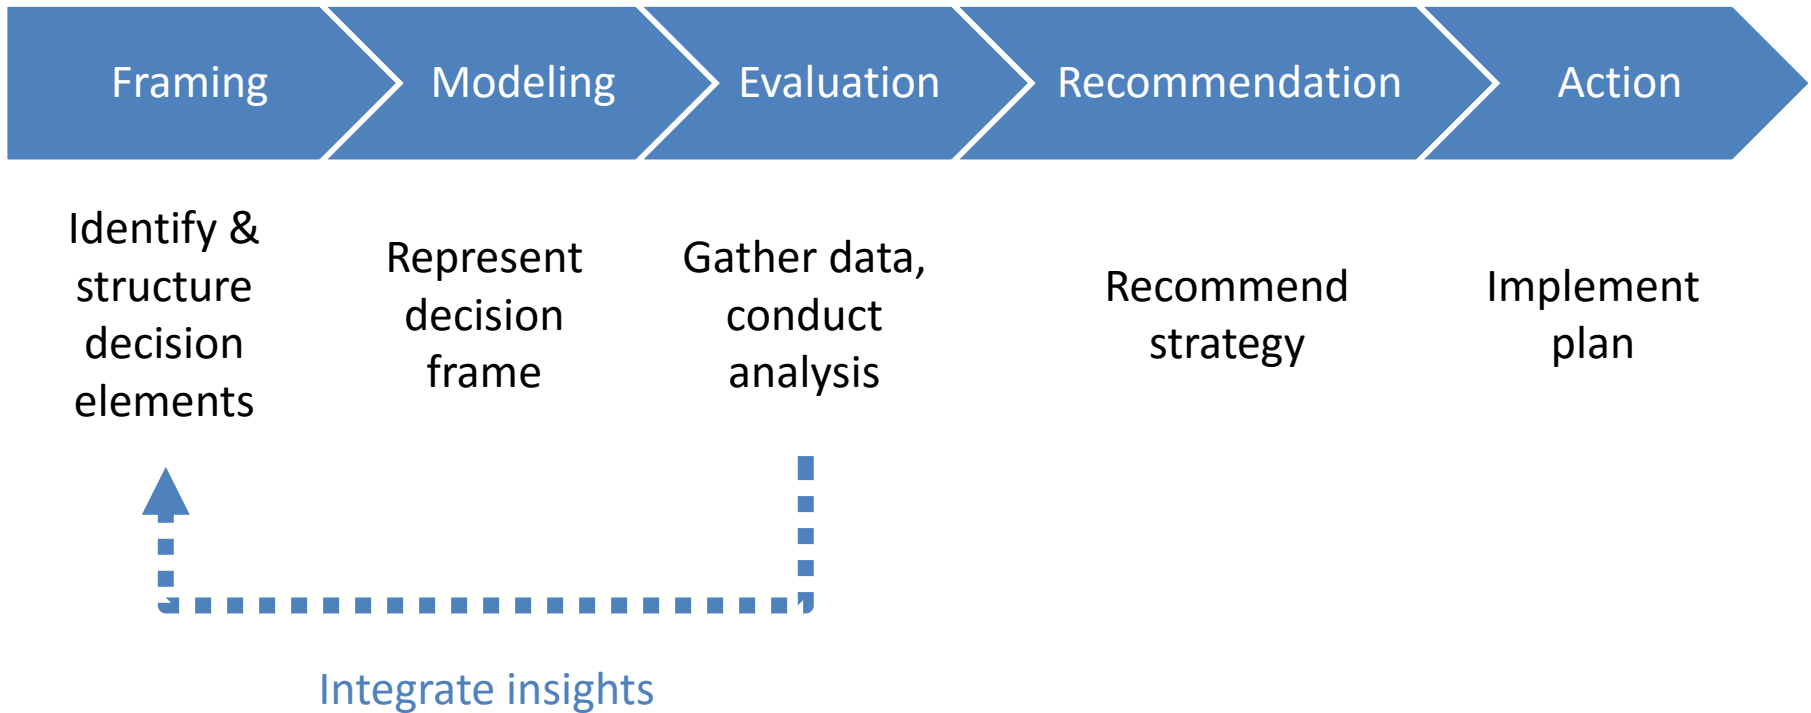 Framing
Modeling
Evaluation
Recommendation
Action
Identify &
structure
decision
elements
Represent
decision
frame
Gather data,
conduct
analysis
Recommend
strategy
Implement
plan
Integrate insights